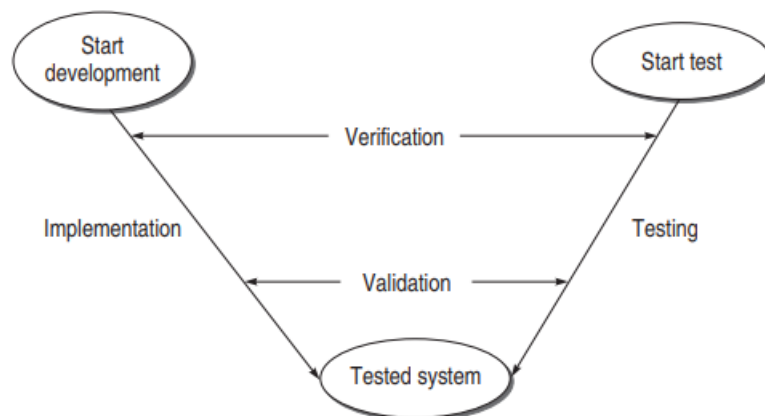 Start
development
Start test
Verification
Implementation
Testing
Validation
Tested system